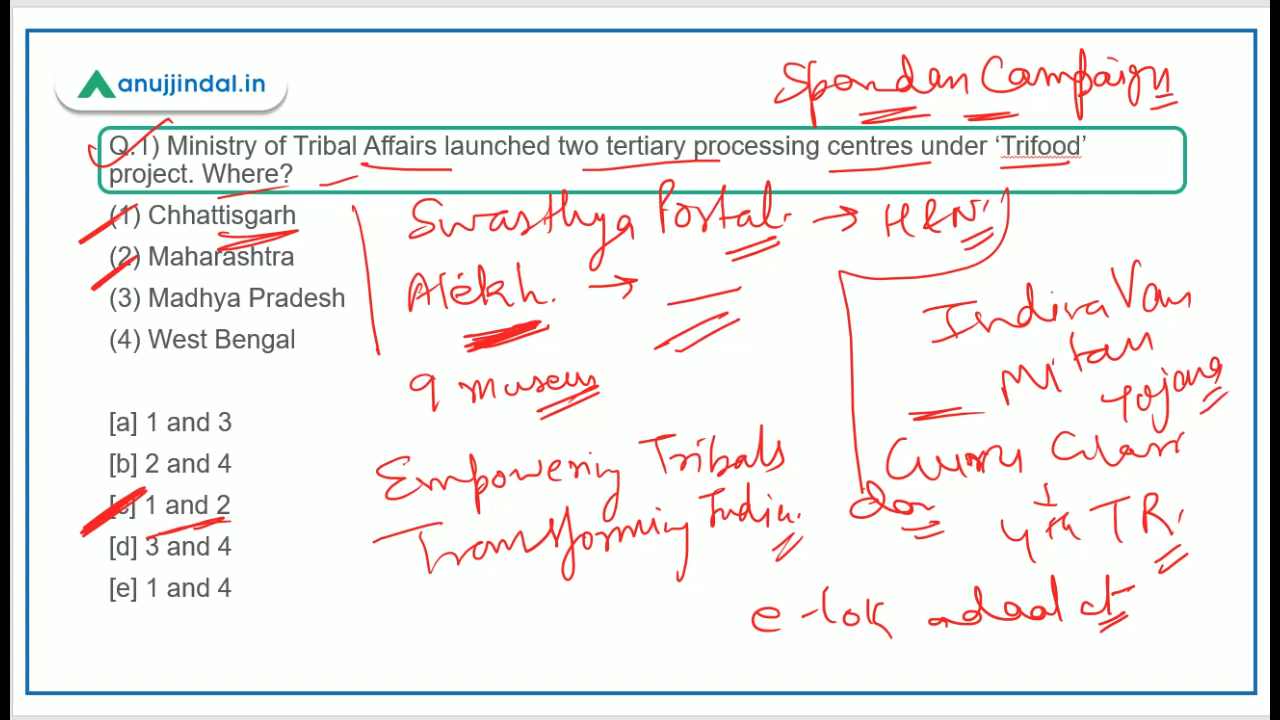 anujjindal.in
Spandan Campaign
Q.1) Ministry of Tribal Affairs launched two tertiary processing centres under ‘Trifood’
project. Where?
(1) Chhattisgarh
(2) Maharashtra
(3) Madhya Pradesh
(4) West Bengal
[a] 1 and 3
[b] 2 and 4
[c] 1 and 2
[d] 3 and 4
[e] 1 and 4
Swasthya Portal. → H&N.
Alekh. →
9 museum
Empowering Tribals
Transforming India.
Indira Van
Mitan
Yojana
4th TR.
e-lok adaalat